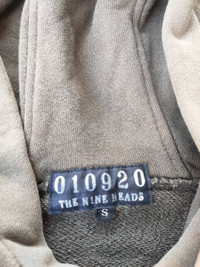 010920
THE NINE HEADS
S